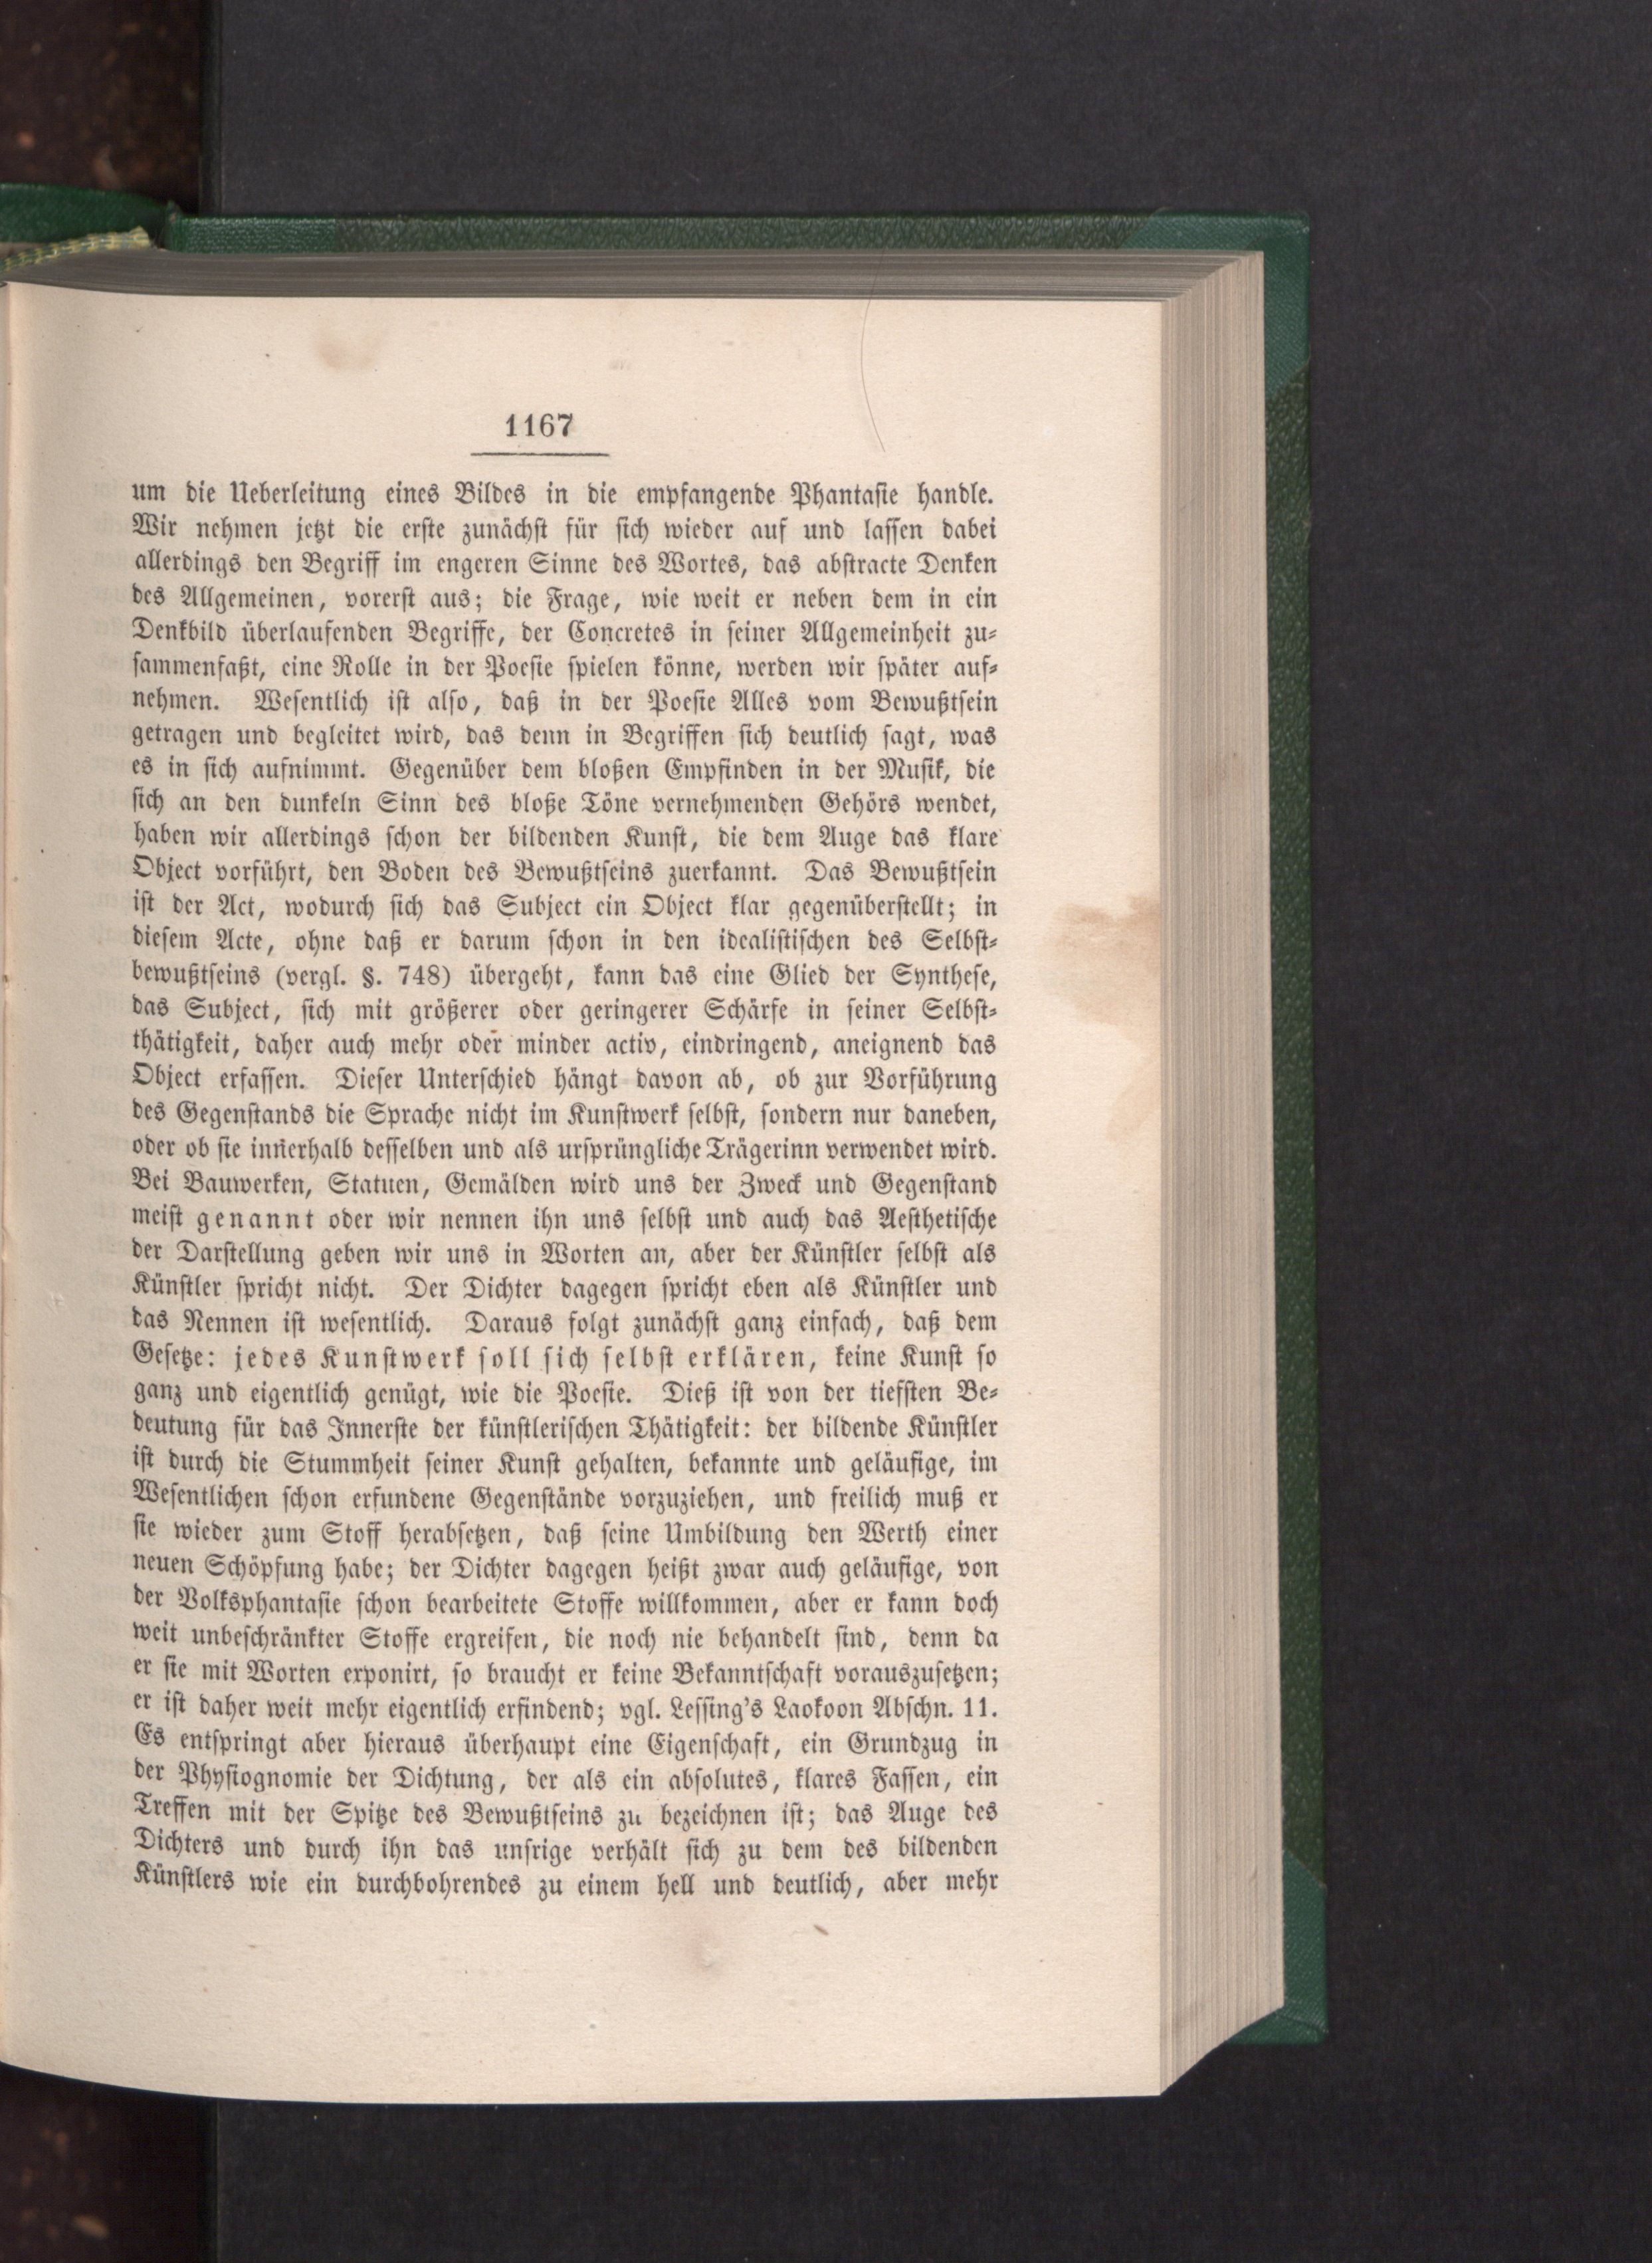 1167
um die Ueberleitung eines Bildes in die empfangende Phantasie handle.
Wir nehmen jetzt die erste zunächst für sich wieder auf und lassen dabei
allerdings den Begriff im engeren Sinne des Wortes, das abstracte Denken
des Allgemeinen, vorerst aus; die Frage, wie weit er neben dem in ein
Denkbild überlaufenden Begriffe, der Concretes in seiner Allgemeinheit zu-
sammenfaßt, eine Rolle in der Poesie spielen könne, werden wir später auf-
nehmen. Wesentlich ist also, daß in der Poesie Alles vom Bewußtsein
getragen und begleitet wird, das denn in Begriffen sich deutlich sagt, was
es in sich aufnimmt. Gegenüber dem bloßen Empfinden in der Musik, die
sich an den dunkeln Sinn des bloße Töne vernehmenden Gehörs wendet,
haben wir allerdings schon der bildenden Kunst, die dem Auge das klare
Object vorführt, den Boden des Bewußtseins zuerkannt. Das Bewußtsein
ist der Act, wodurch sich das Subject ein Object klar gegenüberstellt; in
diesem Acte, ohne daß er darum schon in den idealistischen des Selbst-
bewußtseins (vergl. §. 748) übergeht, kann das eine Glied der Synthese,
das Subject, sich mit größerer oder geringerer Schärfe in seiner Selbst-
thätigkeit, daher auch mehr oder minder activ, eindringend, aneignend das
Object erfassen. Dieser Unterschied hängt davon ab, ob zur Vorführung
des Gegenstands die Sprache nicht im Kunstwerk selbst, sondern nur daneben,
oder ob sie innerhalb desselben und als ursprüngliche Trägerinn verwendet wird.
Bei Bauwerken, Statuen, Gemälden wird uns der Zweck und Gegenstand
meist genannt oder wir nennen ihn uns selbst und auch das Aesthetische
der Darstellung geben wir uns in Worten an, aber der Künstler selbst als
Künstler spricht nicht. Der Dichter dagegen spricht eben als Künstler und
das Nennen ist wesentlich. Daraus folgt zunächst ganz einfach, daß dem
Gesetze: jedes Kunstwerk soll sich selbst erklären, keine Kunst so
ganz und eigentlich genügt, wie die Poesie. Dieß ist von der tiefsten Be-
deutung für das Innerste der künstlerischen Thätigkeit: der bildende Künstler
ist durch die Stummheit seiner Kunst gehalten, bekannte und geläufige, im
Wesentlichen schon erfundene Gegenstände vorzuziehen, und freilich muß er
sie wieder zum Stoff herabsetzen, daß seine Umbildung den Werth einer
neuen Schöpfung habe; der Dichter dagegen heißt zwar auch geläufige, von
der Volksphantasie schon bearbeitete Stoffe willkommen, aber er kann doch
weit unbeschränkter Stoffe ergreifen, die noch nie behandelt sind, denn da
er sie mit Worten exponirt, so braucht er keine Bekanntschaft vorauszusetzen;
er ist daher weit mehr eigentlich erfindend; vgl. Lessing's Laokoon Abschn. 11.
Es entspringt aber hieraus überhaupt eine Eigenschaft, ein Grundzug in
der Physiognomie der Dichtung, der als ein absolutes, klares Fassen, ein
Treffen mit der Spitze des Bewußtseins zu bezeichnen ist; das Auge des
Dichters und durch ihn das unsrige verhält sich zu dem des bildenden
Künstlers wie ein durchbohrendes zu einem hell und deutlich, aber mehr